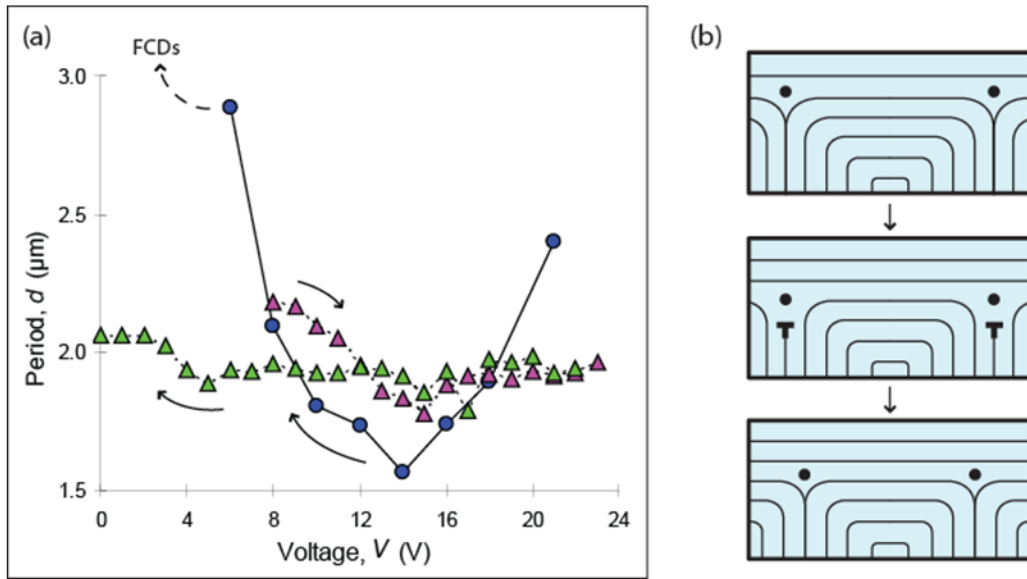 (a)
FCDs
3.0
2.5
2.0
1.5
Period, d (μm)
0 4 8 12 16 20 24
Voltage, V (V)
(b)